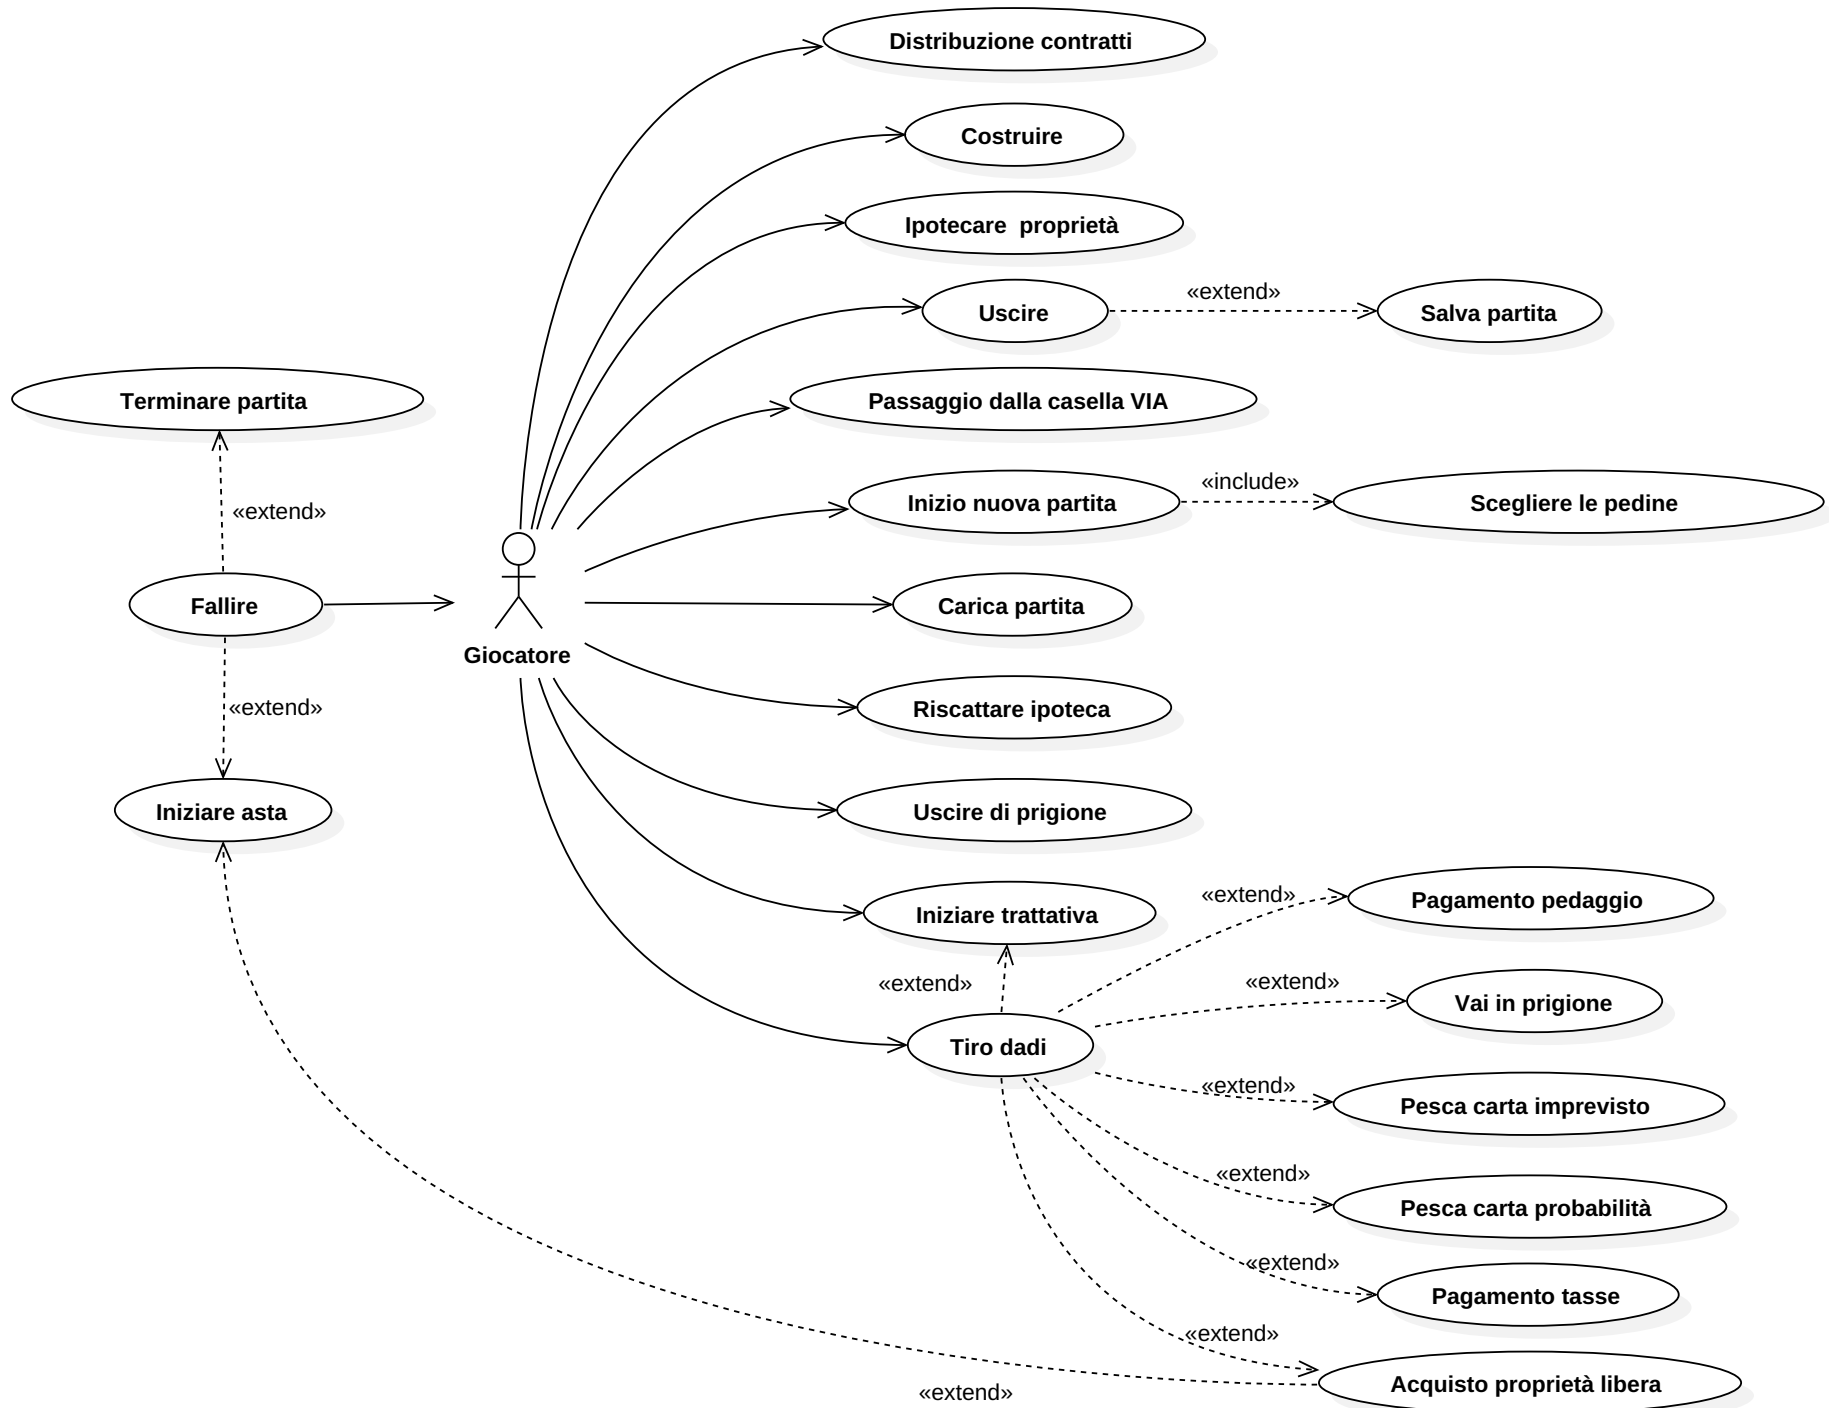 Distribuzione contratti
Costruire
Ipotecare  proprietà
«extend»
Uscire
Salva partita
Terminare partita
Passaggio dalla casella VIA
«include»
Inizio nuova partita
Scegliere le pedine
«extend»
Fallire
Carica partita
Giocatore
«extend»
Riscattare ipoteca
Iniziare asta
Uscire di prigione
«extend»
Pagamento pedaggio
Iniziare trattativa
«extend»
«extend»
Vai in prigione
Tiro dadi
«extend»
Pesca carta imprevisto
«extend»
Pesca carta probabilità
«extend»
Pagamento tasse
«extend»
Acquisto proprietà libera
«extend»